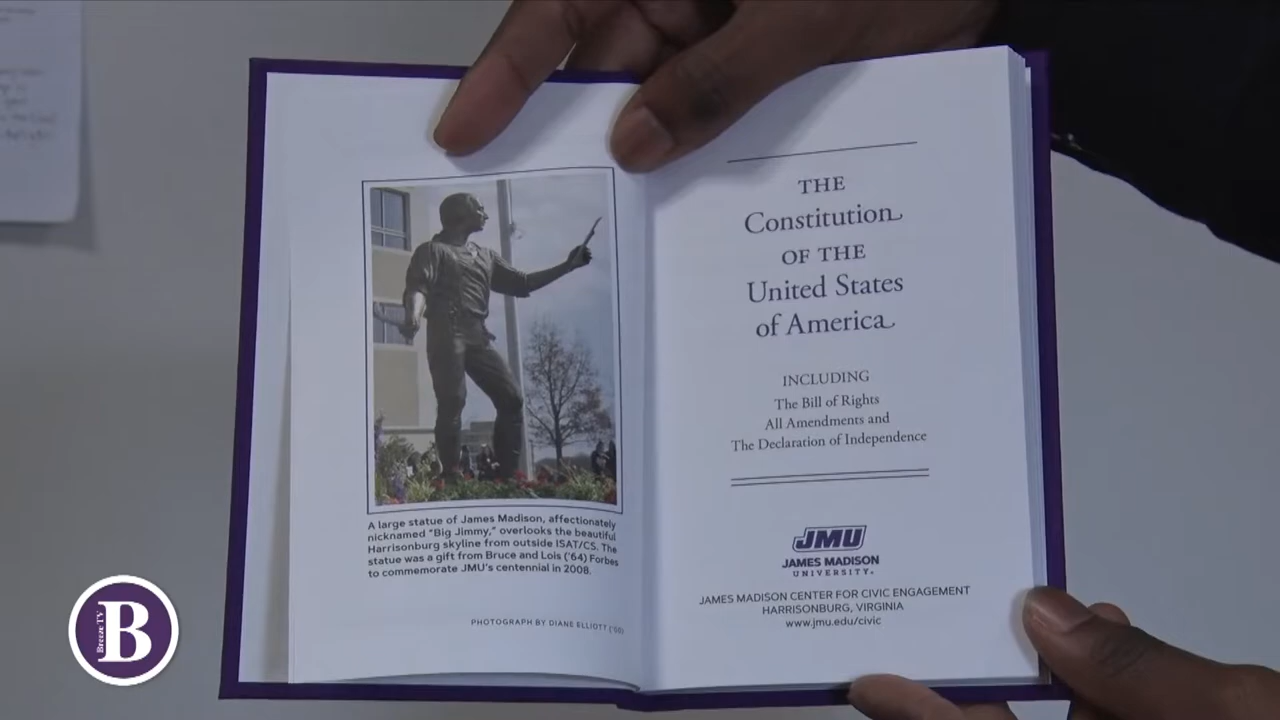 A large statue of James Madison, affectionately
nicknamed "Big Jimmy," overlooks the beautiful
Harrisonburg skyline from outside ISAT/CS. The
statue was a gift from Bruce and Lois ('64) Forbes
to commemorate JMU's centennial in 2008.
PHOTOGRAPH BY DIANE ELLIOTT ('00)
THE
Constitution
OF THE
United States
of America
INCLUDING
The Bill of Rights
All Amendments and
The Declaration of Independence
JMU
JAMES MADISON
UNIVERSITY.
JAMES MADISON CENTER FOR CIVIC ENGAGEMENT
HARRISONBURG, VIRGINIA
www.jmu.edu/civic
Breeze TV
B